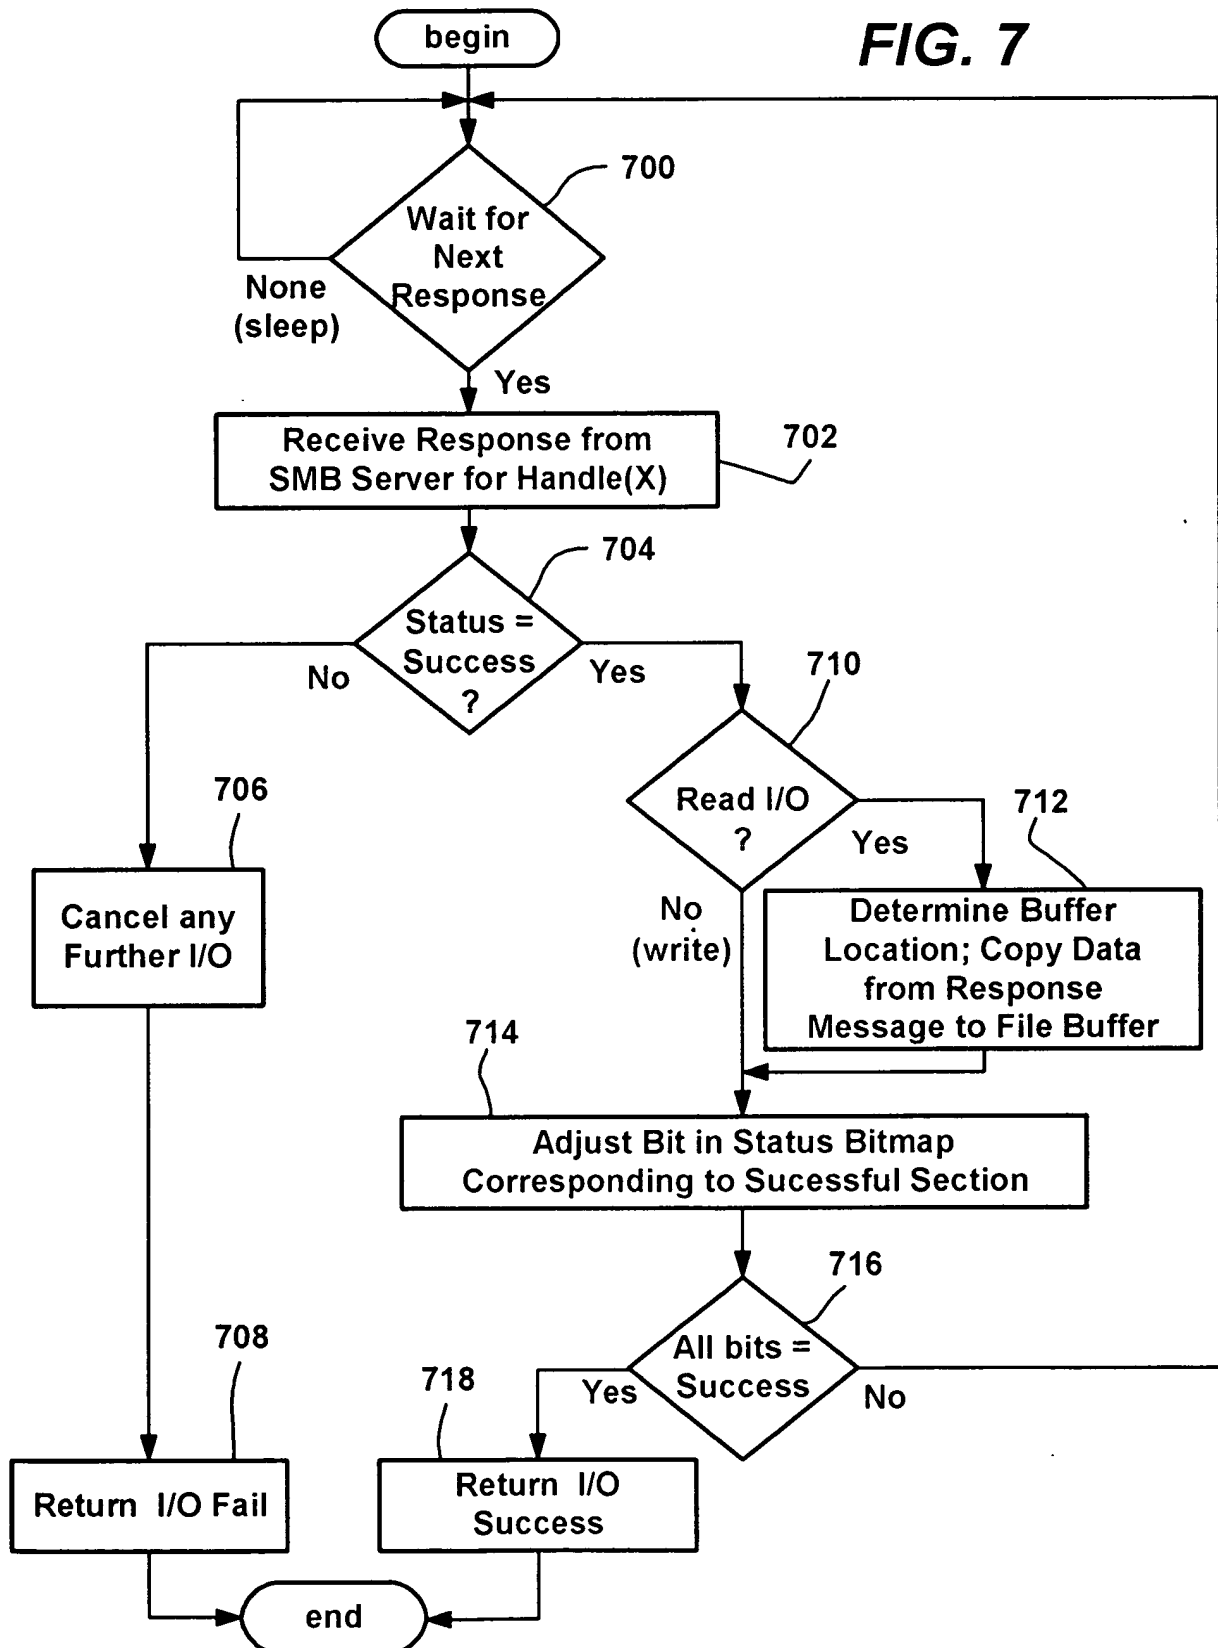 begin
FIG. 7
700
Wait for
Next
Response
None
(sleep)
Yes
Receive Response from
SMB Server for Handle(X)
702
704
Status =
Success
?
No
Yes
710
Read I/O
?
Yes
706
712
Cancel any
Further I/O
No
(write)
Determine Buffer
Location; Copy Data
from Response
Message to File Buffer
714
Adjust Bit in Status Bitmap
Corresponding to Sucessful Section
716
All bits =
Success
Yes
No
708
718
Return I/O Fail
Return I/O
Success
end